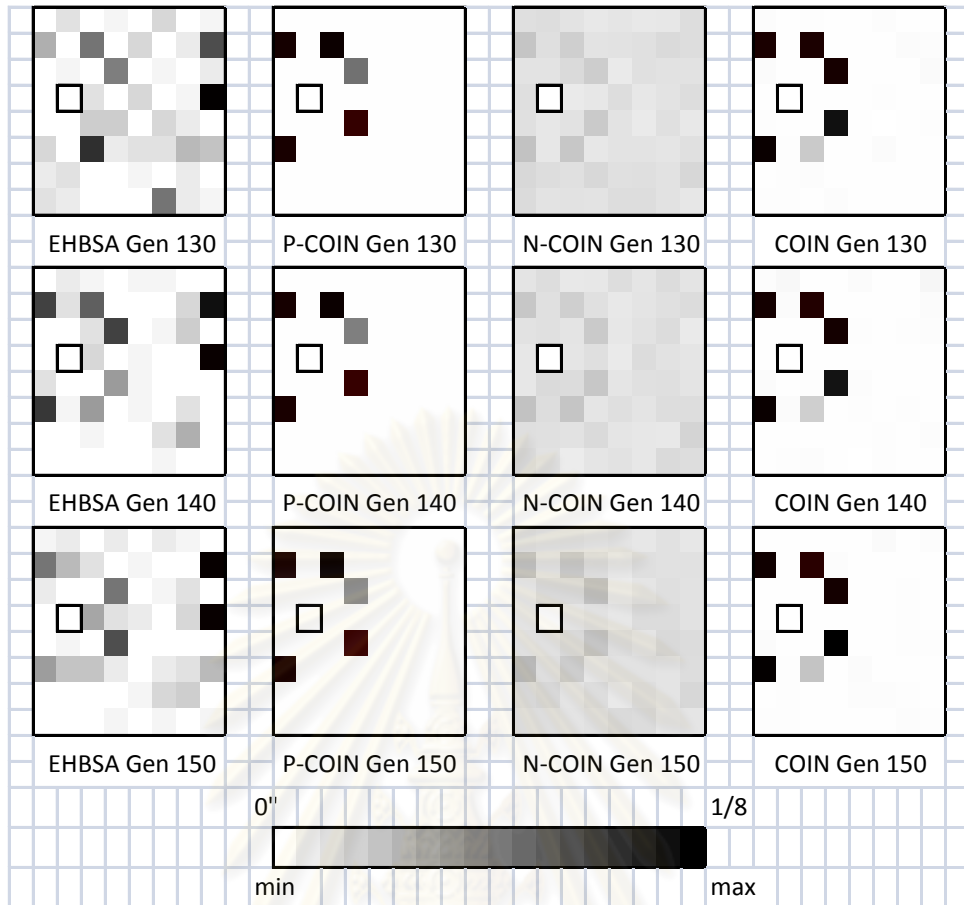 EHBSA Gen 130 P-COIN Gen 130 N-COIN Gen 130 COIN Gen 130
EHBSA Gen 140 P-COIN Gen 140 N-COIN Gen 140 COIN Gen 140
EHBSA Gen 150 P-COIN Gen 150 N-COIN Gen 150 COIN Gen 150
0" 1/8
min max